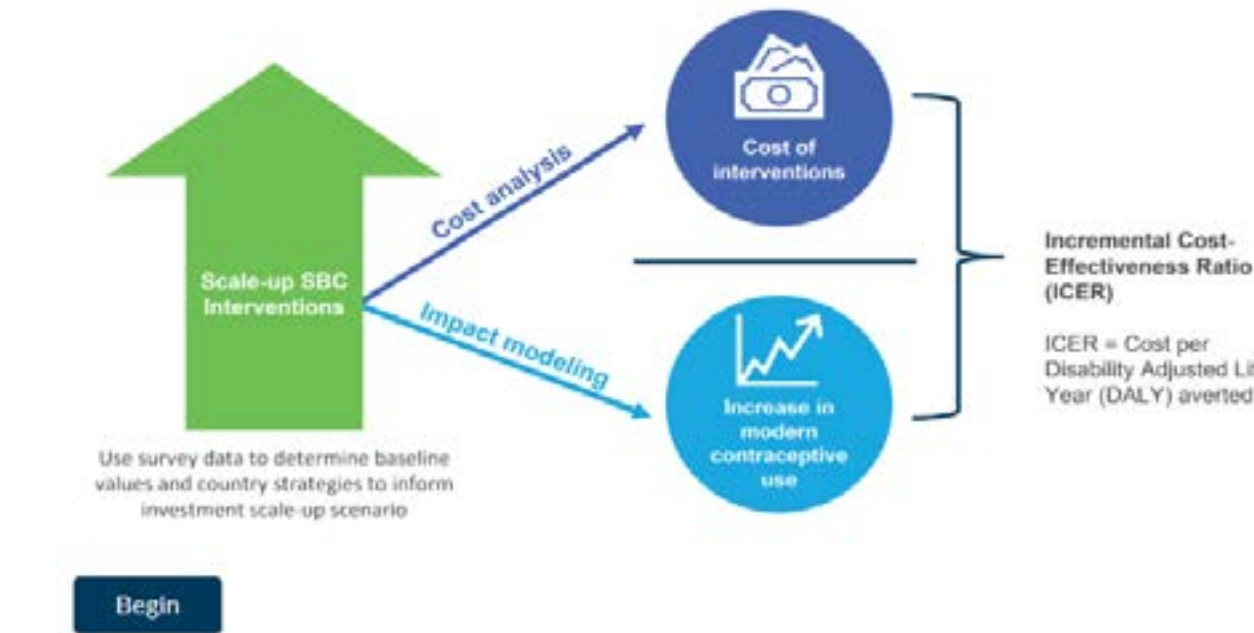 Cost of
interventions
Cost analysis
Scale-up SBC
Interventions
Impact modeling
Increase in
modern
contraceptive
use
Incremental Cost-
Effectiveness Ratio
(ICER)
ICER = Cost per
Disability Adjusted
Year (DALY) averted
Use survey data to determine baseline
values and country strategies to inform
investment scale-up scenario
Begin